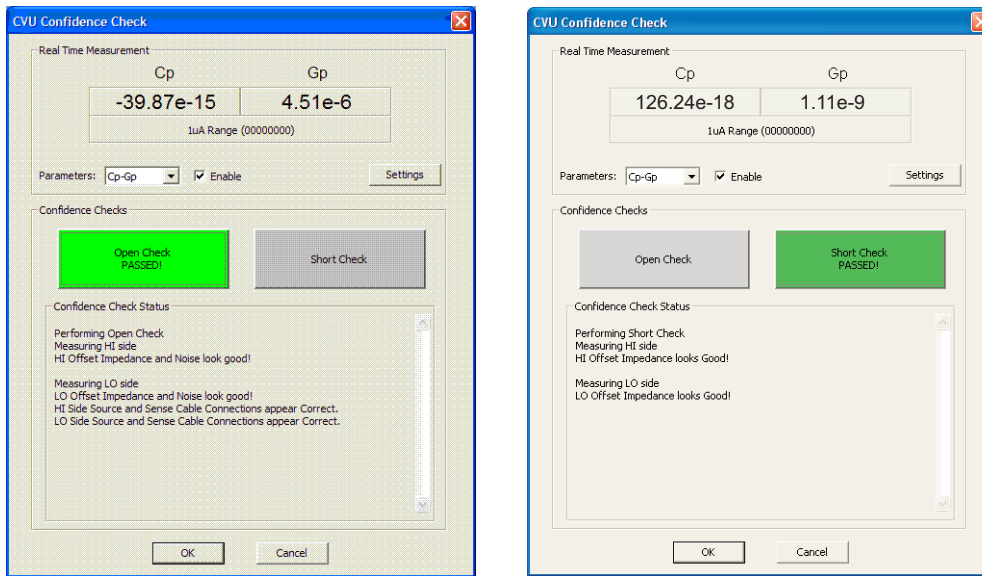 CVU Confidence Check
Real Time Measurement
Cp Gp
-39.87e-15 4.51e-6
1uA Range (00000000)
Parameters: Cp-Gp Enable Settings
Confidence Checks
Open Check
PASSED!
Short Check
Confidence Check Status
Performing Open Check
Measuring HI side
HI Offset Impedance and Noise look good!
Measuring LO side
LO Offset Impedance and Noise look good!
HI Side Source and Sense Cable Connections appear Correct.
LO Side Source and Sense Cable Connections appear Correct.
OK Cancel
CVU Confidence Check
Real Time Measurement
Cp Gp
126.24e-18 1.11e-9
1uA Range (00000000)
Parameters: Cp-Gp Enable Settings
Confidence Checks
Open Check
Short Check
PASSED!
Confidence Check Status
Performing Short Check
Measuring HI side
HI Offset Impedance looks Good!
Measuring LO side
LO Offset Impedance looks Good!
OK Cancel